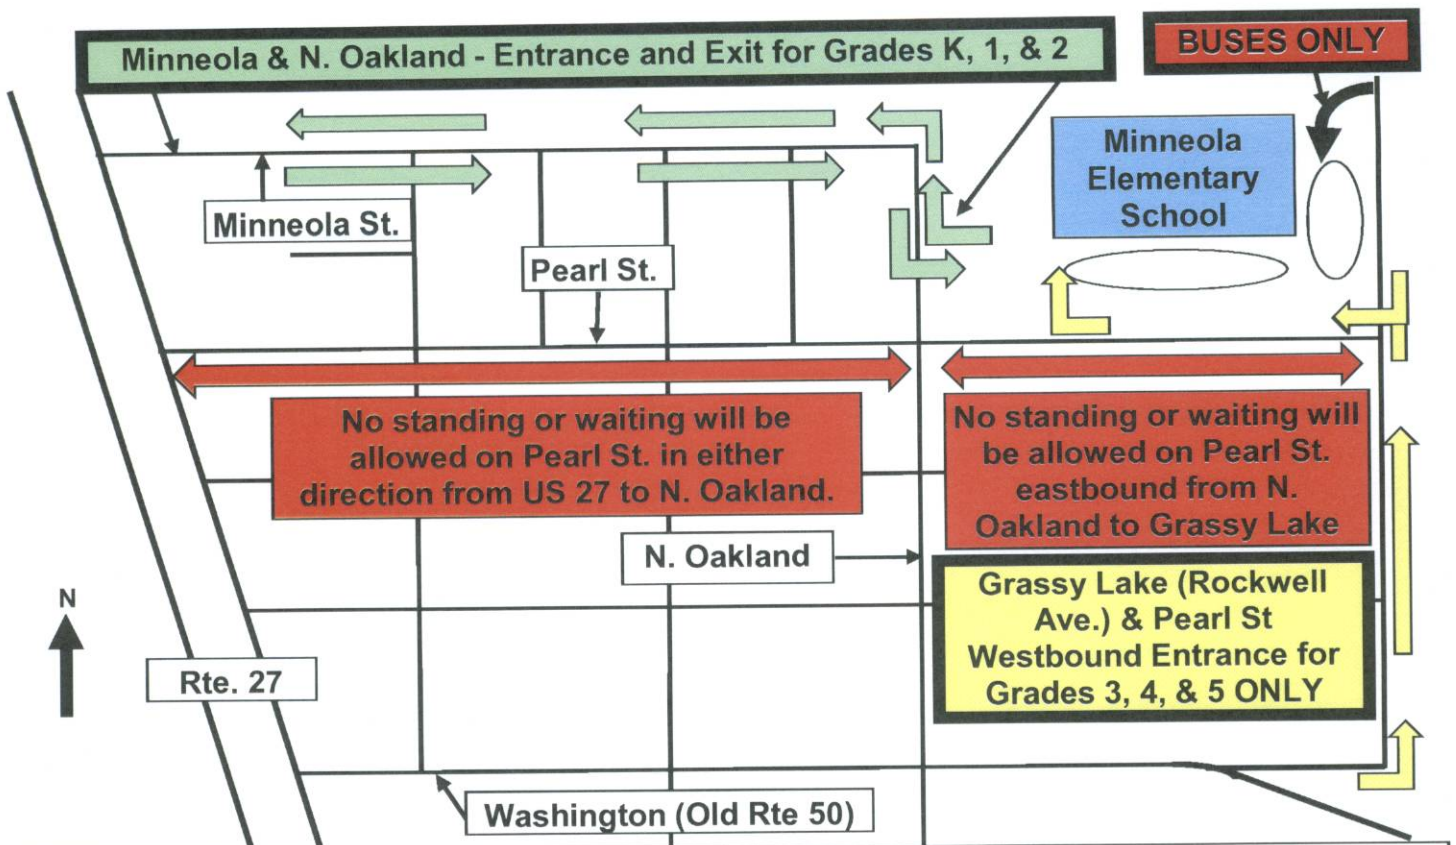 Minneola & N. Oakland - Entrance and Exit for Grades K, 1, & 2
BUSES ONLY
Minneola
Elementary
School
Minneola St.
Pearl St.
No standing or waiting will be
allowed on Pearl St. in either
direction from US 27 to N. Oakland.
No standing or waiting will
be allowed on Pearl St.
eastbound from N.
Oakland to Grassy Lake
N. Oakland
Grassy Lake (Rockwell
Ave.) & Pearl St
Westbound Entrance for
Grades 3, 4, & 5 ONLY
N
Rte. 27
Washington (Old Rte 50)